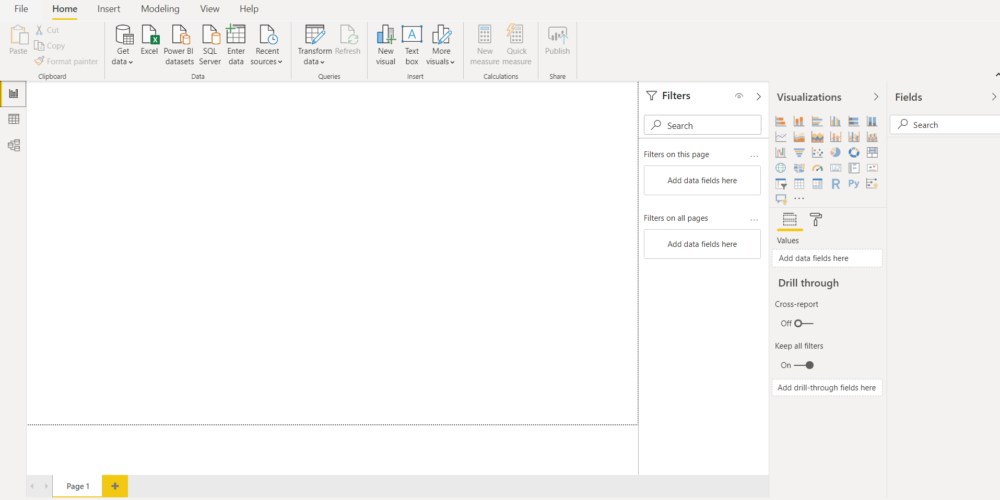 File Home Insert Modeling View Help
Paste
Cut
Copy
Format painter
Clipboard
Get
data
Excel
Power BI
datasets
SQL
Server
Enter
data
Recent
sources
Data
Transform
data
Refresh
Queries
New
visual
Text
box
More
visuals
Insert
New
measure
Quick
measure
Calculations
Publish
Share
Filters
Search
Filters on this page ...
Add data fields here
Filters on all pages ...
Add data fields here
Visualizations
123
R Py
...
Values
Add data fields here
Drill through
Cross-report
Off
Keep all filters
On
Add drill-through fields here
Fields
Search
Page 1